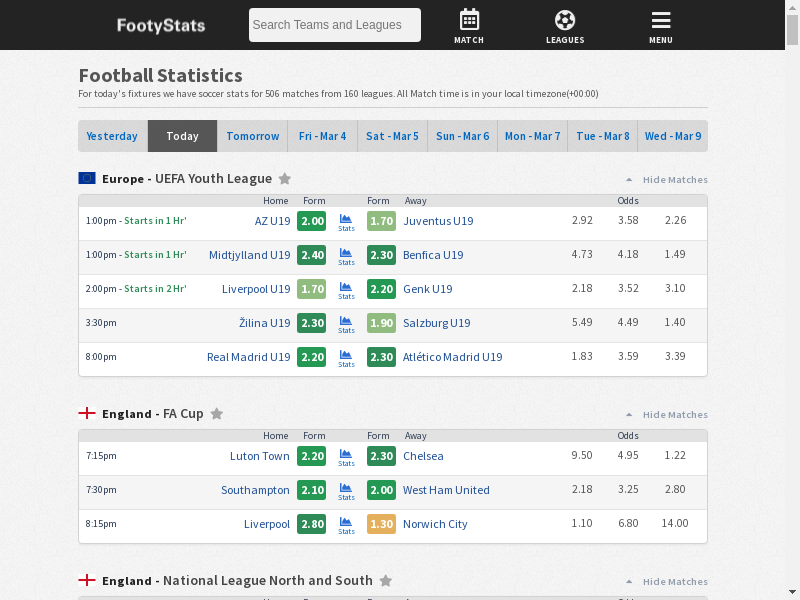 FootyStats
Search Teams and Leagues
MATCH
LEAGUES
MENU
Football Statistics
For today's fixtures we have soccer stats for 506 matches from 160 leagues. All Match time is in your local timezone(+00:00)
Yesterday Today Tomorrow Fri - Mar 4 Sat - Mar 5 Sun - Mar 6 Mon - Mar 7 Tue - Mar 8 Wed - Mar 9
Europe - UEFA Youth League Hide Matches
Home Form Form Away Odds
1:00pm - Starts in 1 Hr' AZ U19 2.00 Stats 1.70 Juventus U19 2.92 3.58 2.26
1:00pm - Starts in 1 Hr' Midtjylland U19 2.40 Stats 2.30 Benfica U19 4.73 4.18 1.49
2:00pm - Starts in 2 Hr' Liverpool U19 1.70 Stats 2.20 Genk U19 2.18 3.52 3.10
3:30pm Žilina U19 2.30 Stats 1.90 Salzburg U19 5.49 4.49 1.40
8:00pm Real Madrid U19 2.20 Stats 2.30 Atlético Madrid U19 1.83 3.59 3.39
England - FA Cup Hide Matches
Home Form Form Away Odds
7:15pm Luton Town 2.20 Stats 2.30 Chelsea 9.50 4.95 1.22
7:30pm Southampton 2.10 Stats 2.00 West Ham United 2.18 3.25 2.80
8:15pm Liverpool 2.80 Stats 1.30 Norwich City 1.10 6.80 14.00
England - National League North and South Hide Matches